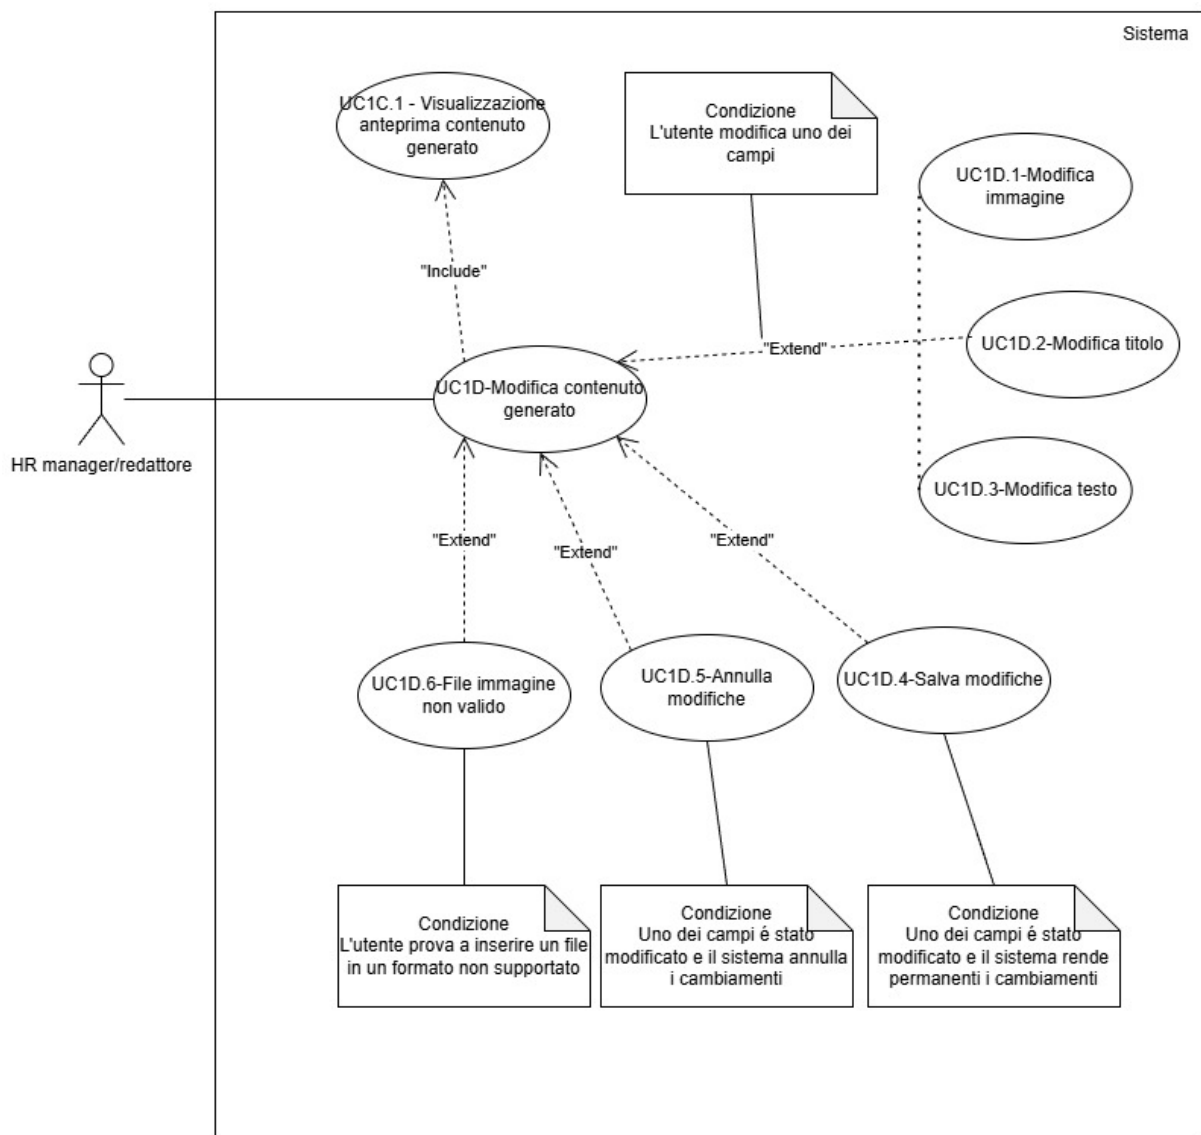 Sistema
UC1C.1 - Visualizzazione
anteprima contenuto
generato
Condizione
L'utente modifica uno dei
campi
UC1D.1-Modifica
immagine
"Include"
UC1D.2-Modifica titolo
"Extend"
UC1D-Modifica contenuto
generato
HR manager/redattore
UC1D.3-Modifica testo
"Extend"
"Extend"
"Extend"
UC1D.6-File immagine
non valido
UC1D.5-Annulla
modifiche
UC1D.4-Salva modifiche
Condizione
L'utente prova a inserire un file
in un formato non supportato
Condizione
Uno dei campi é stato
modificato e il sistema annulla
i cambiamenti
Condizione
Uno dei campi é stato
modificato e il sistema rende
permanenti i cambiamenti